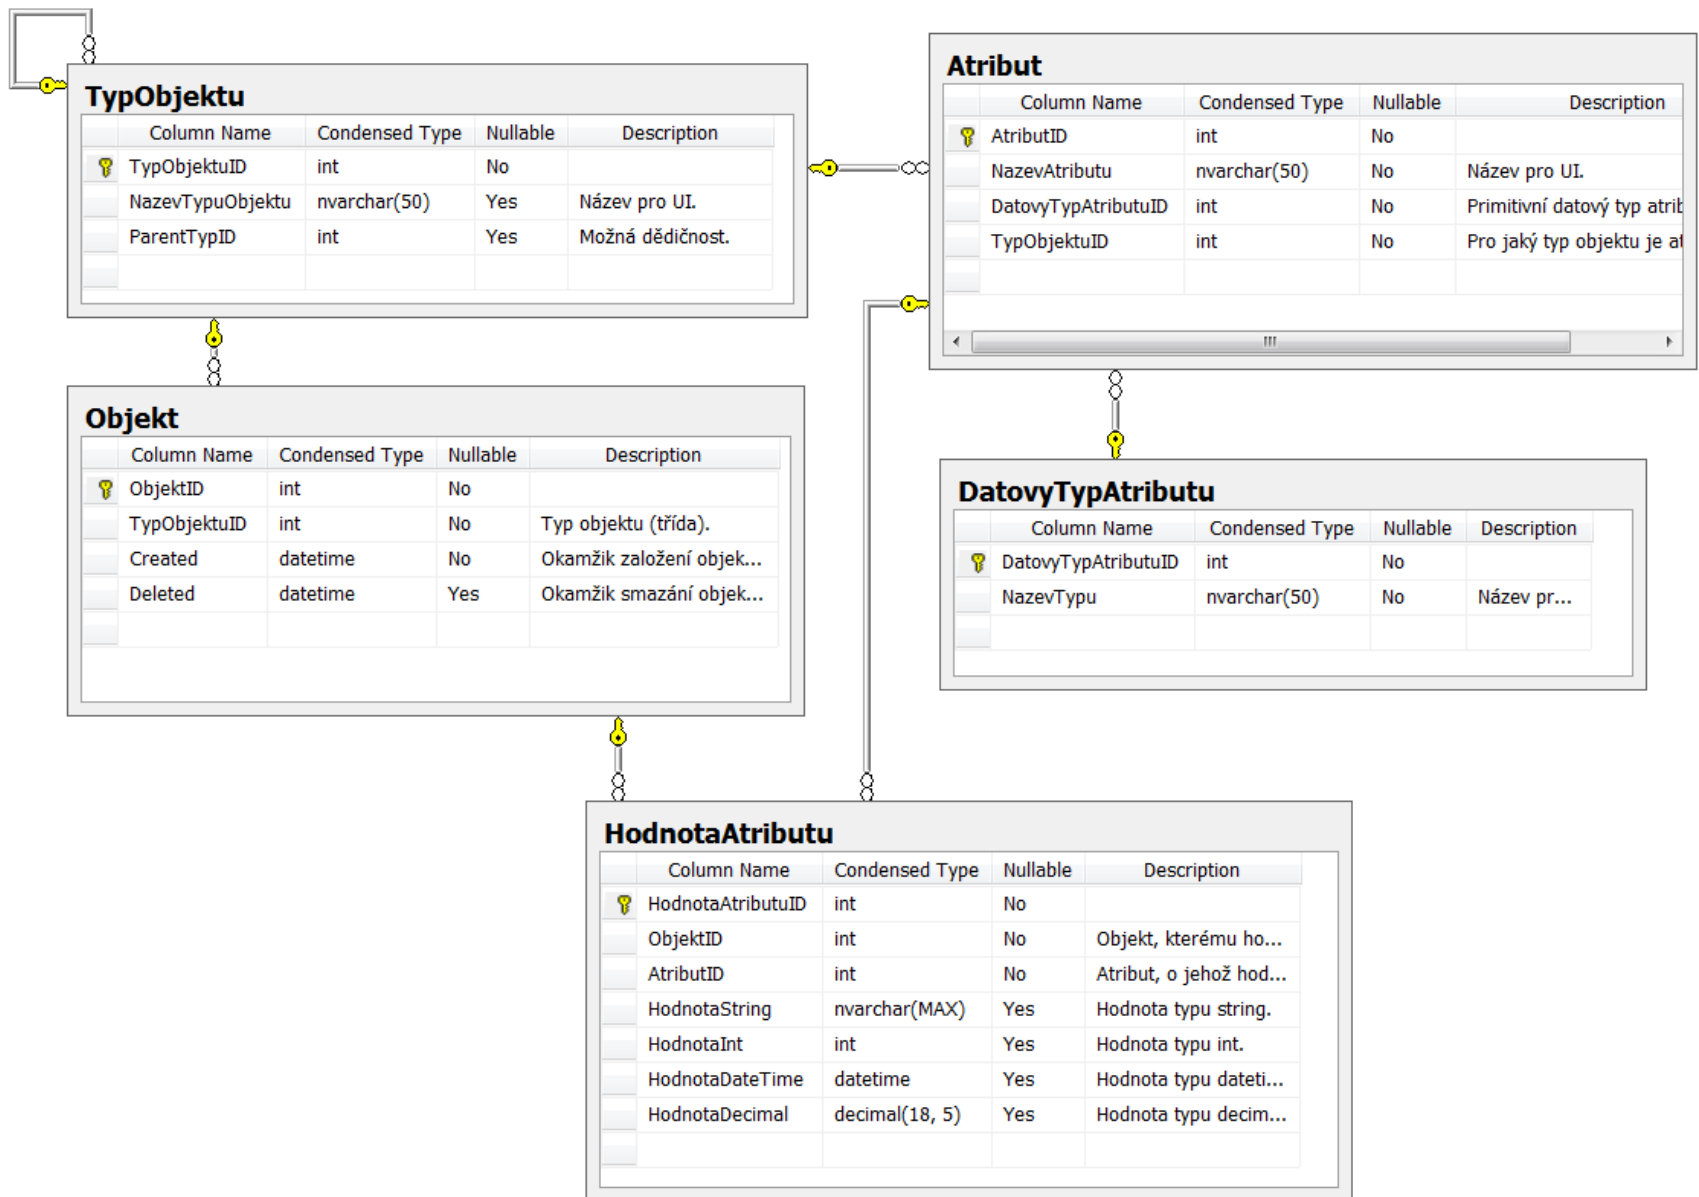 TypObjektu
Column Name Condensed Type Nullable Description
TypObjektuID int No
NazevTypuObjektu nvarchar(50) Yes Název pro UI.
ParentTypID int Yes Možná dědičnost.
Atribut
Column Name Condensed Type Nullable Description
AtributID int No
NazevAtributu nvarchar(50) No Název pro UI.
DatovyTypAtributuID int No Primitivní datový typ atrib
TypObjektuID int No Pro jaký typ objektu je at
Objekt
Column Name Condensed Type Nullable Description
ObjektID int No
TypObjektuID int No Typ objektu (třída).
Created datetime No Okamžik založení objek...
Deleted datetime Yes Okamžik smazání objek...
DatovyTypAtributu
Column Name Condensed Type Nullable Description
DatovyTypAtributuID int No
NazevTypu nvarchar(50) No Název pr...
HodnotaAtributu
Column Name Condensed Type Nullable Description
HodnotaAtributuID int No
ObjektID int No Objekt, kterému ho...
AtributID int No Atribut, o jehož hod...
HodnotaString nvarchar(MAX) Yes Hodnota typu string.
HodnotaInt int Yes Hodnota typu int.
HodnotaDateTime datetime Yes Hodnota typu dateti...
HodnotaDecimal decimal(18, 5) Yes Hodnota typu decim...